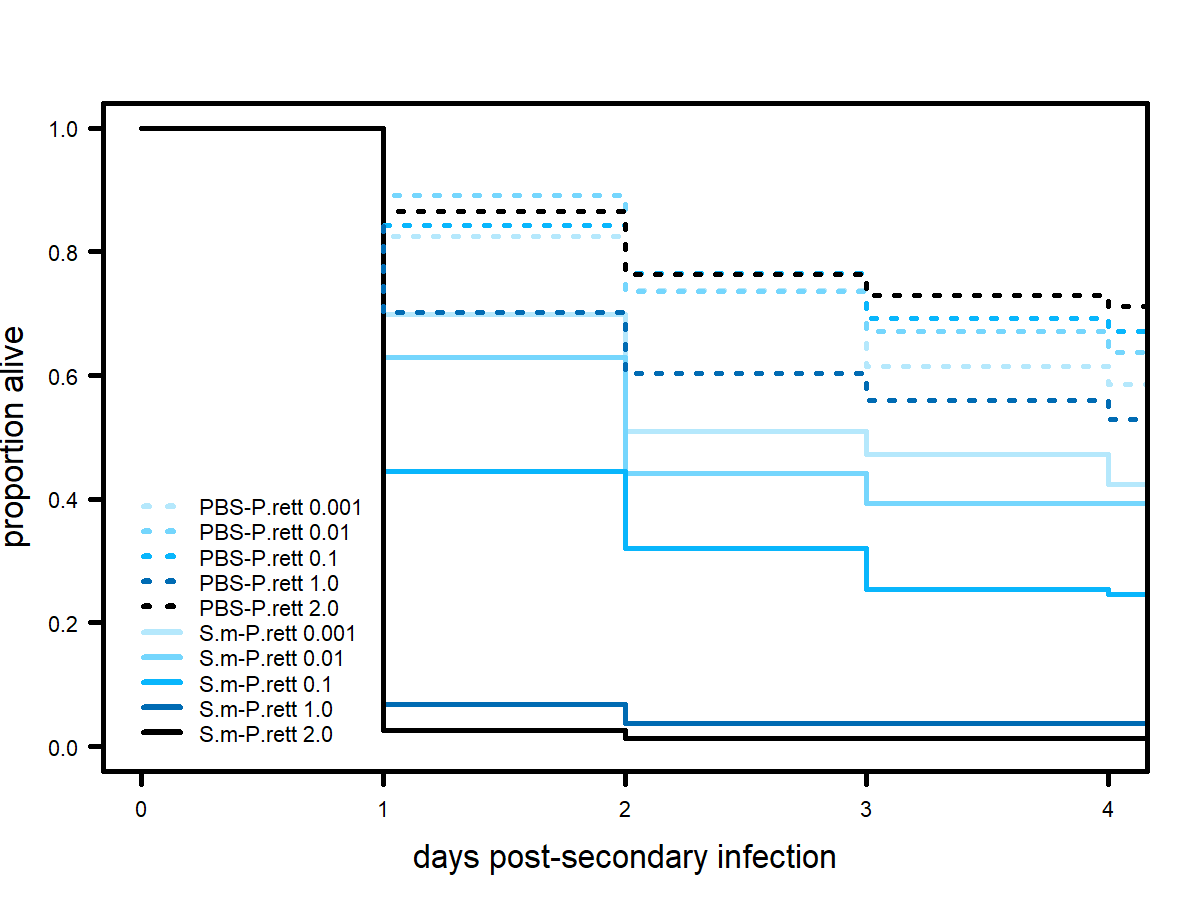 proportion alive
1.0
0.8
0.6
0.4
0.2
0.0
PBS-P.rett 0.001
PBS-P.rett 0.01
PBS-P.rett 0.1
PBS-P.rett 1.0
PBS-P.rett 2.0
S.m-P.rett 0.001
S.m-P.rett 0.01
S.m-P.rett 0.1
S.m-P.rett 1.0
S.m-P.rett 2.0
0 1 2 3 4
days post-secondary infection